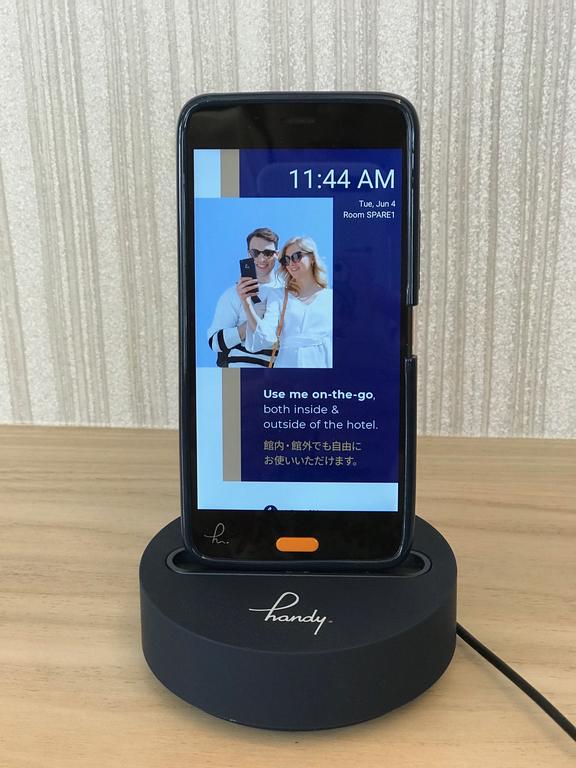 11:44 AM
Tue, Jun 4
Room SPARE1
Use me on-the-go,
both inside &
outside of the hotel.
館内・館外でも自由に
お使いいただけます。
h.
handy